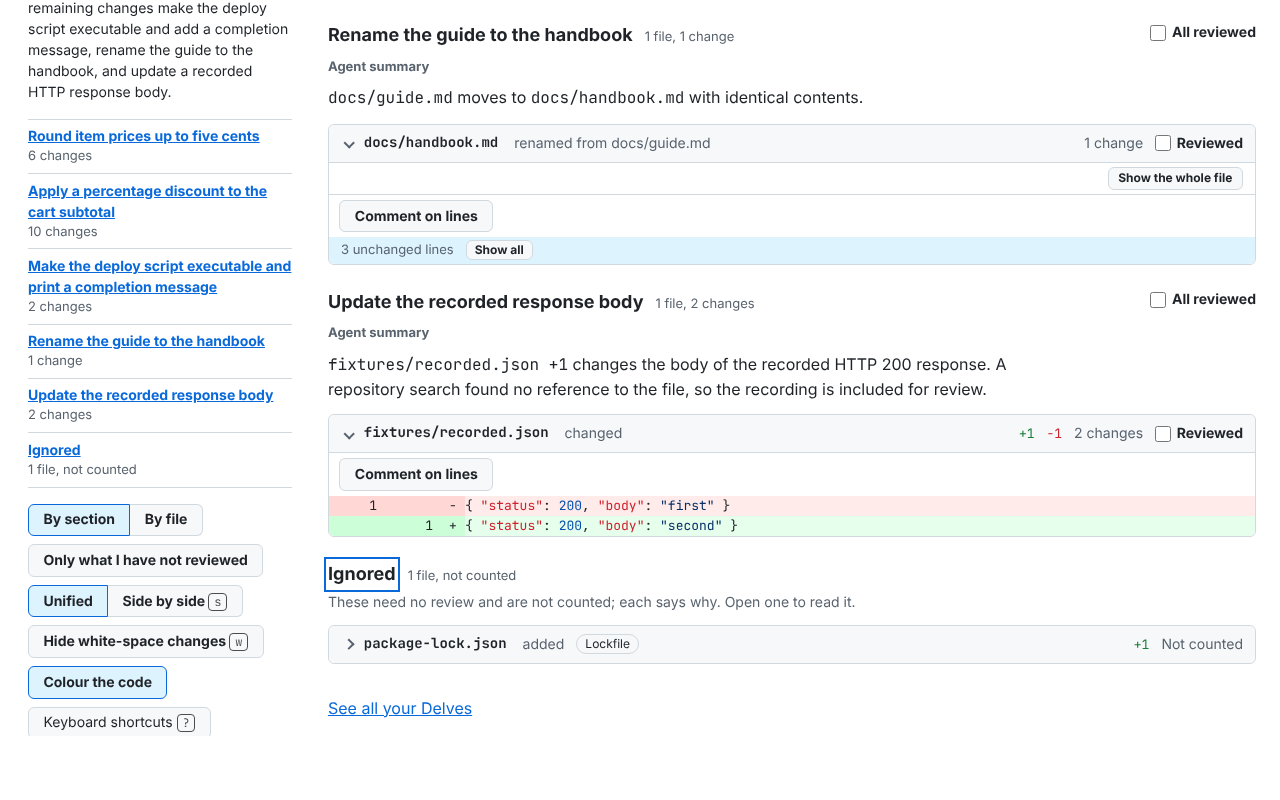 remaining changes make the deploy
script executable and add a completion
message, rename the guide to the
handbook, and update a recorded
HTTP response body.
Round item prices up to five cents
6 changes
Apply a percentage discount to the
cart subtotal
10 changes
Make the deploy script executable and
print a completion message
2 changes
Rename the guide to the handbook
1 change
Update the recorded response body
2 changes
Ignored
1 file, not counted
By section By file
Only what I have not reviewed
Unified Side by side s
Hide white-space changes w
Colour the code
Keyboard shortcuts ?
Rename the guide to the handbook 1 file, 1 change All reviewed
Agent summary
docs/guide.md moves to docs/handbook.md with identical contents.
docs/handbook.md renamed from docs/guide.md 1 change Reviewed
Show the whole file
Comment on lines
3 unchanged lines Show all
Update the recorded response body 1 file, 2 changes All reviewed
Agent summary
fixtures/recorded.json +1 changes the body of the recorded HTTP 200 response. A
repository search found no reference to the file, so the recording is included for review.
fixtures/recorded.json changed +1 -1 2 changes Reviewed
Comment on lines
1 - { "status": 200, "body": "first" }
1 + { "status": 200, "body": "second" }
Ignored 1 file, not counted
These need no review and are not counted; each says why. Open one to read it.
package-lock.json added Lockfile +1 Not counted
See all your Delves